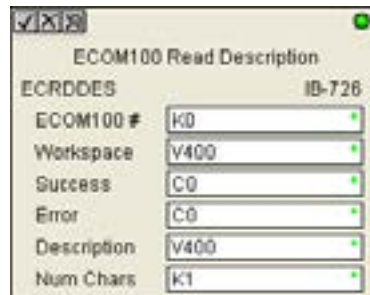 ECOM100 Read Description
ECRDDES IB-726
ECOM100 # K0
Workspace V400
Success C0
Error C0
Description V400
Num Chars K1